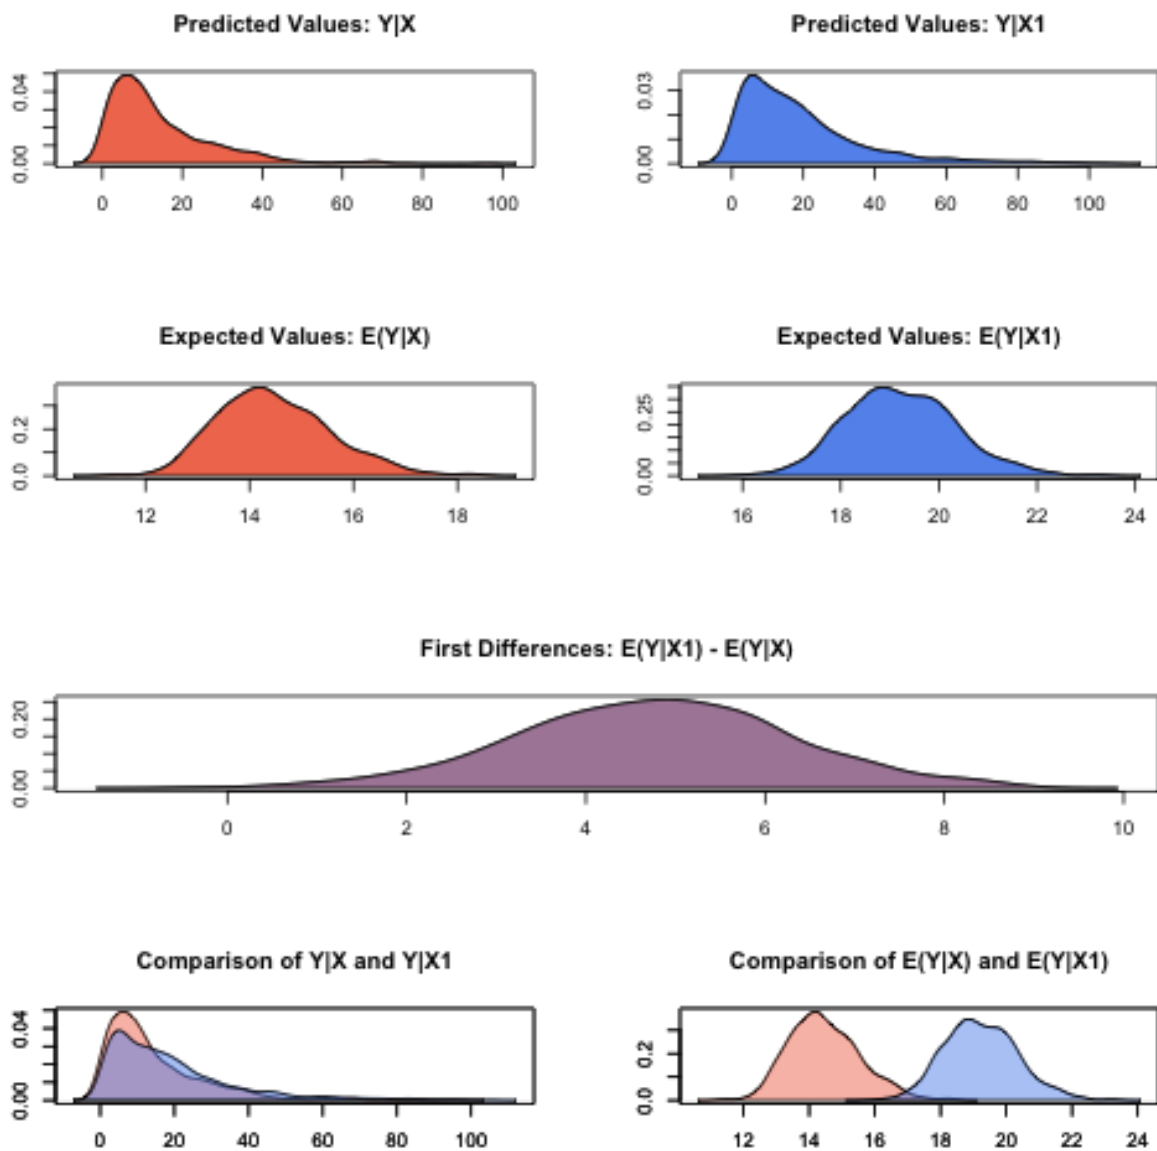 Predicted Values: Y|X
Predicted Values: Y|X1
0.00 0.04
0 20 40 60 80 100
0.00 0.03
0 20 40 60 80 100
Expected Values: E(Y|X)
Expected Values: E(Y|X1)
0.0 0.2
12 14 16 18
0.00 0.25
16 18 20 22 24
First Differences: E(Y|X1) - E(Y|X)
0.00 0.20
0 2 4 6 8 10
Comparison of Y|X and Y|X1
Comparison of E(Y|X) and E(Y|X1)
0.00 0.04
0 20 40 60 80 100
0.0 0.2
12 14 16 18 20 22 24